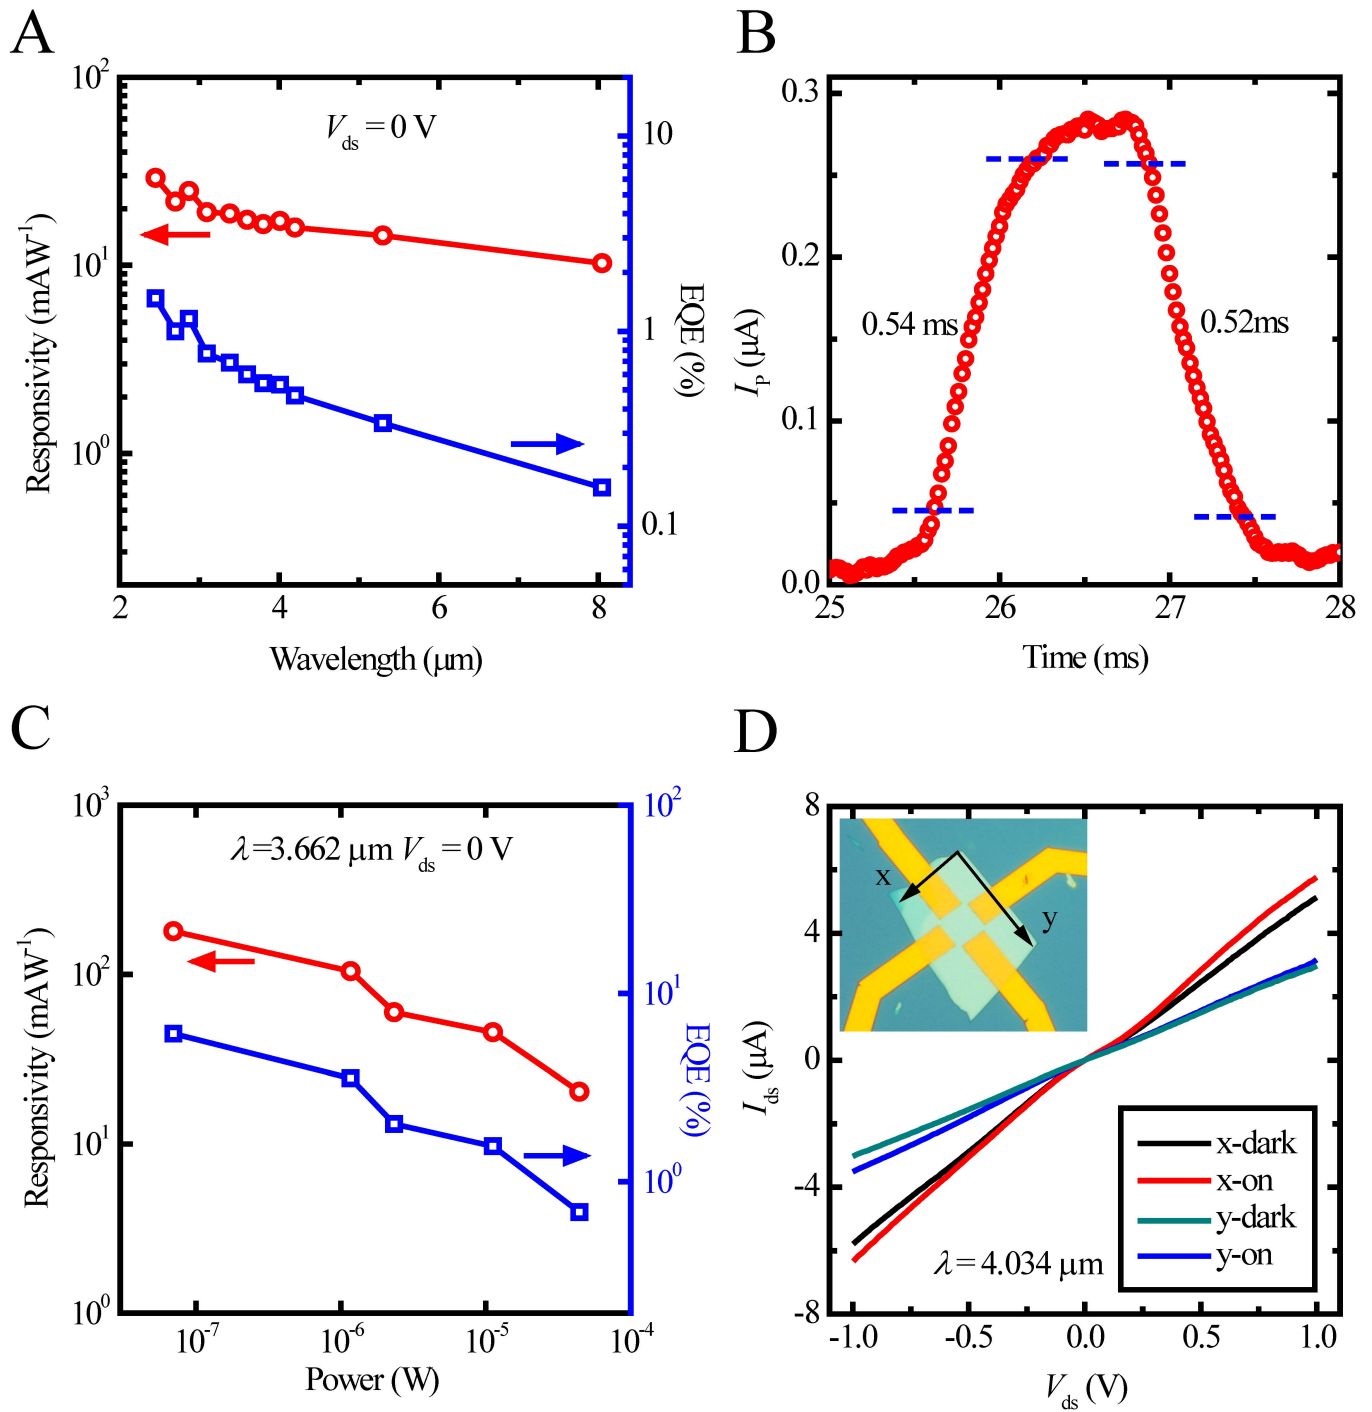 A
10²
10¹
10⁰
Responsivity (mAW⁻¹)
V_ds = 0 V
10
1
0.1
EQE (%)
2 4 6 8
Wavelength (μm)
B
0.3
0.2
0.1
0.0
I_P (μA)
0.54 ms
0.52ms
25 26 27 28
Time (ms)
C
10³
10²
10¹
10⁰
Responsivity (mAW⁻¹)
λ=3.662 μm V_ds = 0 V
10²
10¹
10⁰
EQE (%)
10⁻⁷ 10⁻⁶ 10⁻⁵ 10⁻⁴
Power (W)
D
8
4
0
-4
-8
I_ds (μA)
x
y
x-dark
x-on
y-dark
y-on
λ = 4.034 μm
-1.0 -0.5 0.0 0.5 1.0
V_ds (V)